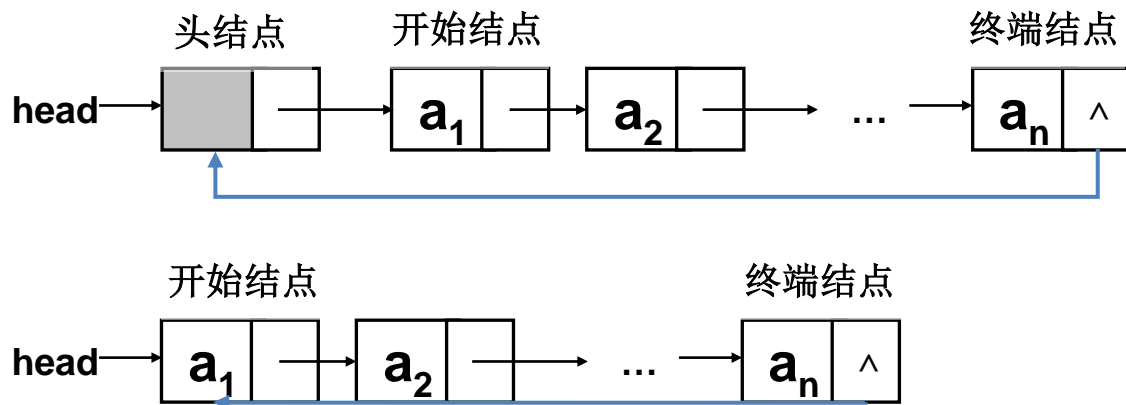 头结点 开始结点 终端结点
head a1 a2 … an ^
开始结点 终端结点
head a1 a2 … an ^